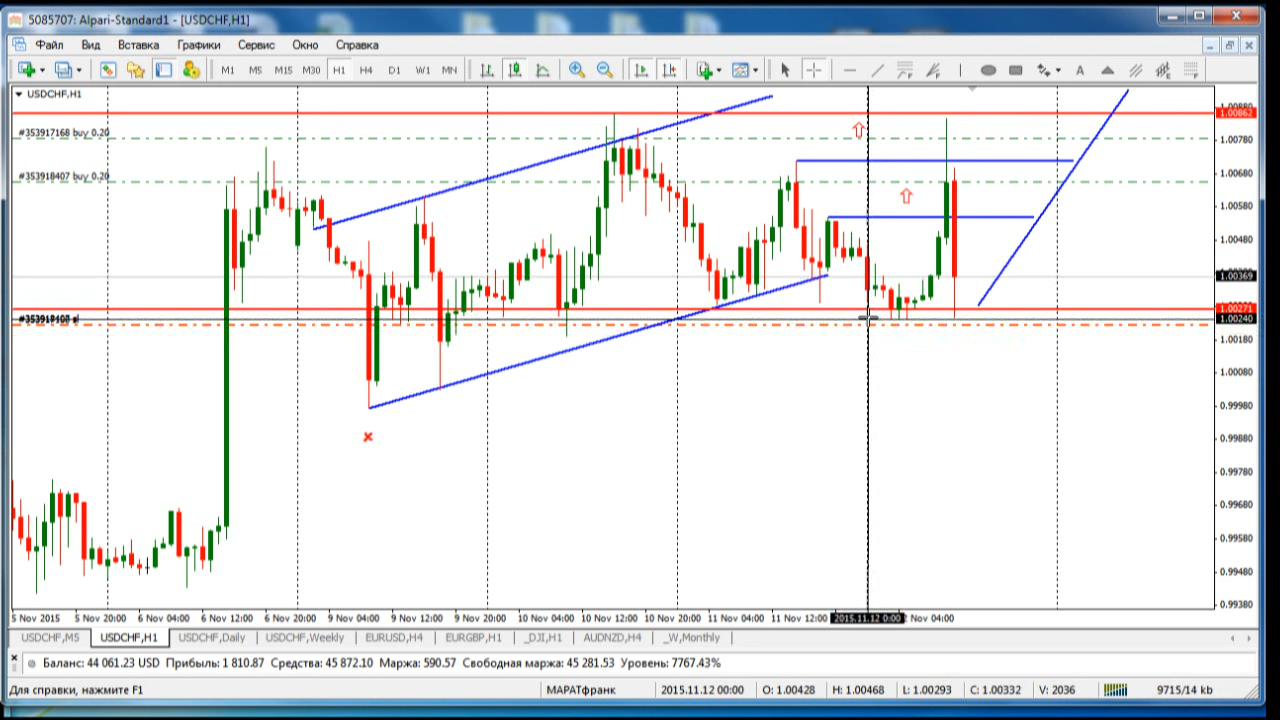 5085707: Alpari-Standard1 - [USDCHF,H1]
Файл Вид Вставка Графики Сервис Окно Справка
M1 M5 M15 M30 H1 H4 D1 W1 MN
USDCHF,H1
#353917168 buy 0.20
#353918407 buy 0.20
1.00862
1.00780
1.00680
1.00580
1.00480
1.00369
1.00271
1.00240
1.00180
1.00080
0.99980
0.99880
0.99780
0.99680
0.99580
0.99480
0.99380
5 Nov 2015 5 Nov 20:00 6 Nov 04:00 6 Nov 12:00 6 Nov 20:00 9 Nov 04:00 9 Nov 12:00 9 Nov 20:00 10 Nov 04:00 10 Nov 12:00 10 Nov 20:00 11 Nov 04:00 11 Nov 12:00 2015.11.12 0:00 Nov 04:00
USDCHF,M5 USDCHF,H1 USDCHF,Daily USDCHF,Weekly EURUSD,H4 EURGBP,H1 _DJI,H1 AUDNZD,H4 _W,Monthly
Баланс: 44 061.23 USD Прибыль: 1 810.87 Средства: 45 872.10 Маржа: 590.57 Свободная маржа: 45 281.53 Уровень: 7767.43%
Для справки, нажмите F1 МАРАТфранк 2015.11.12 00:00 O: 1.00428 H: 1.00468 L: 1.00293 C: 1.00332 V: 2036 9715/14 kb